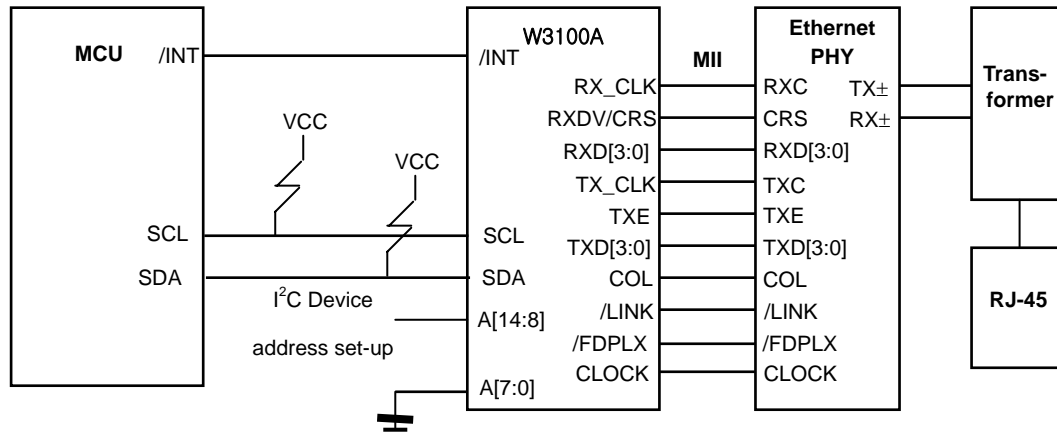 MCU
/INT
SCL
SDA
VCC
VCC
I²C Device
address set-up
W3100A
/INT
SCL
SDA
A[14:8]
A[7:0]
RX_CLK
RXDV/CRS
RXD[3:0]
TX_CLK
TXE
TXD[3:0]
COL
/LINK
/FDPLX
CLOCK
MII
Ethernet
PHY
RXC
CRS
RXD[3:0]
TXC
TXE
TXD[3:0]
COL
/LINK
/FDPLX
CLOCK
TX±
RX±
Trans-
former
RJ-45